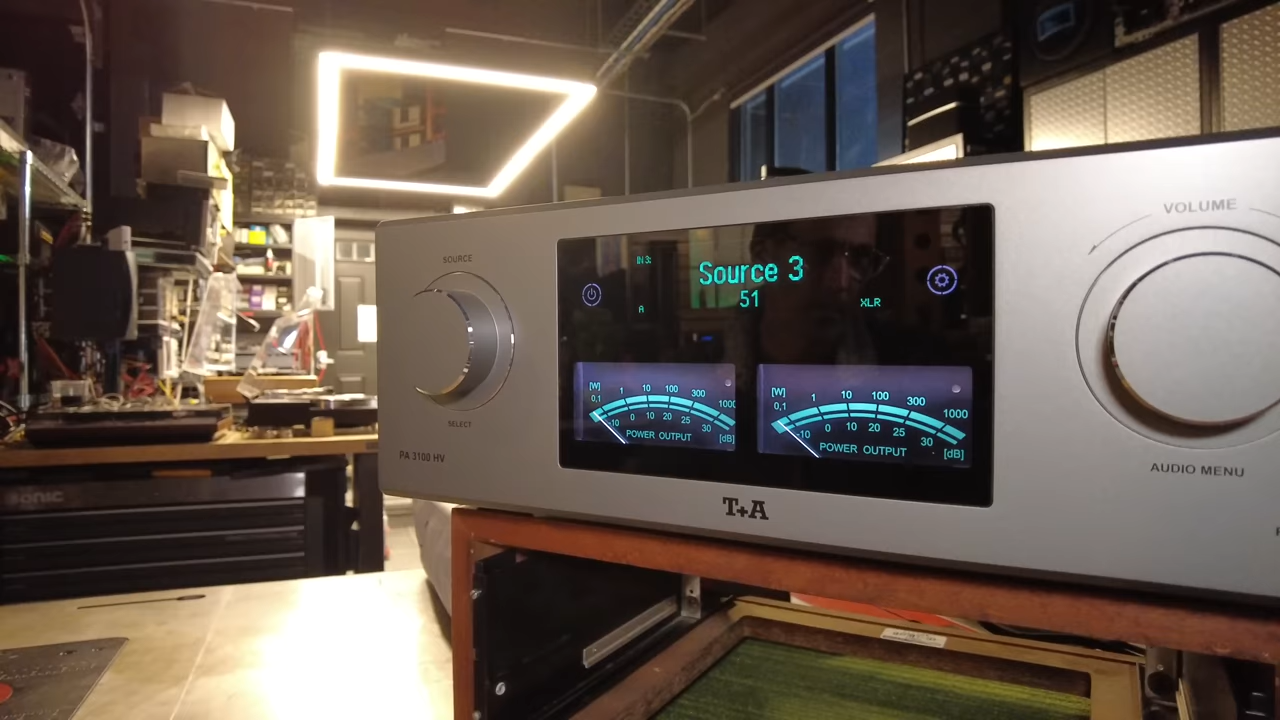 VOLUME
SOURCE
IN 3:
Source 3
51
A
XLR
[W]
0,1 1 10 100 300 1000
-10 0 10 20 25 30
POWER OUTPUT [dB]
[W]
0,1 1 10 100 300 1000
-10 0 10 20 25 30
POWER OUTPUT [dB]
SELECT
PA 3100 HV
AUDIO MENU
T+A
sonic